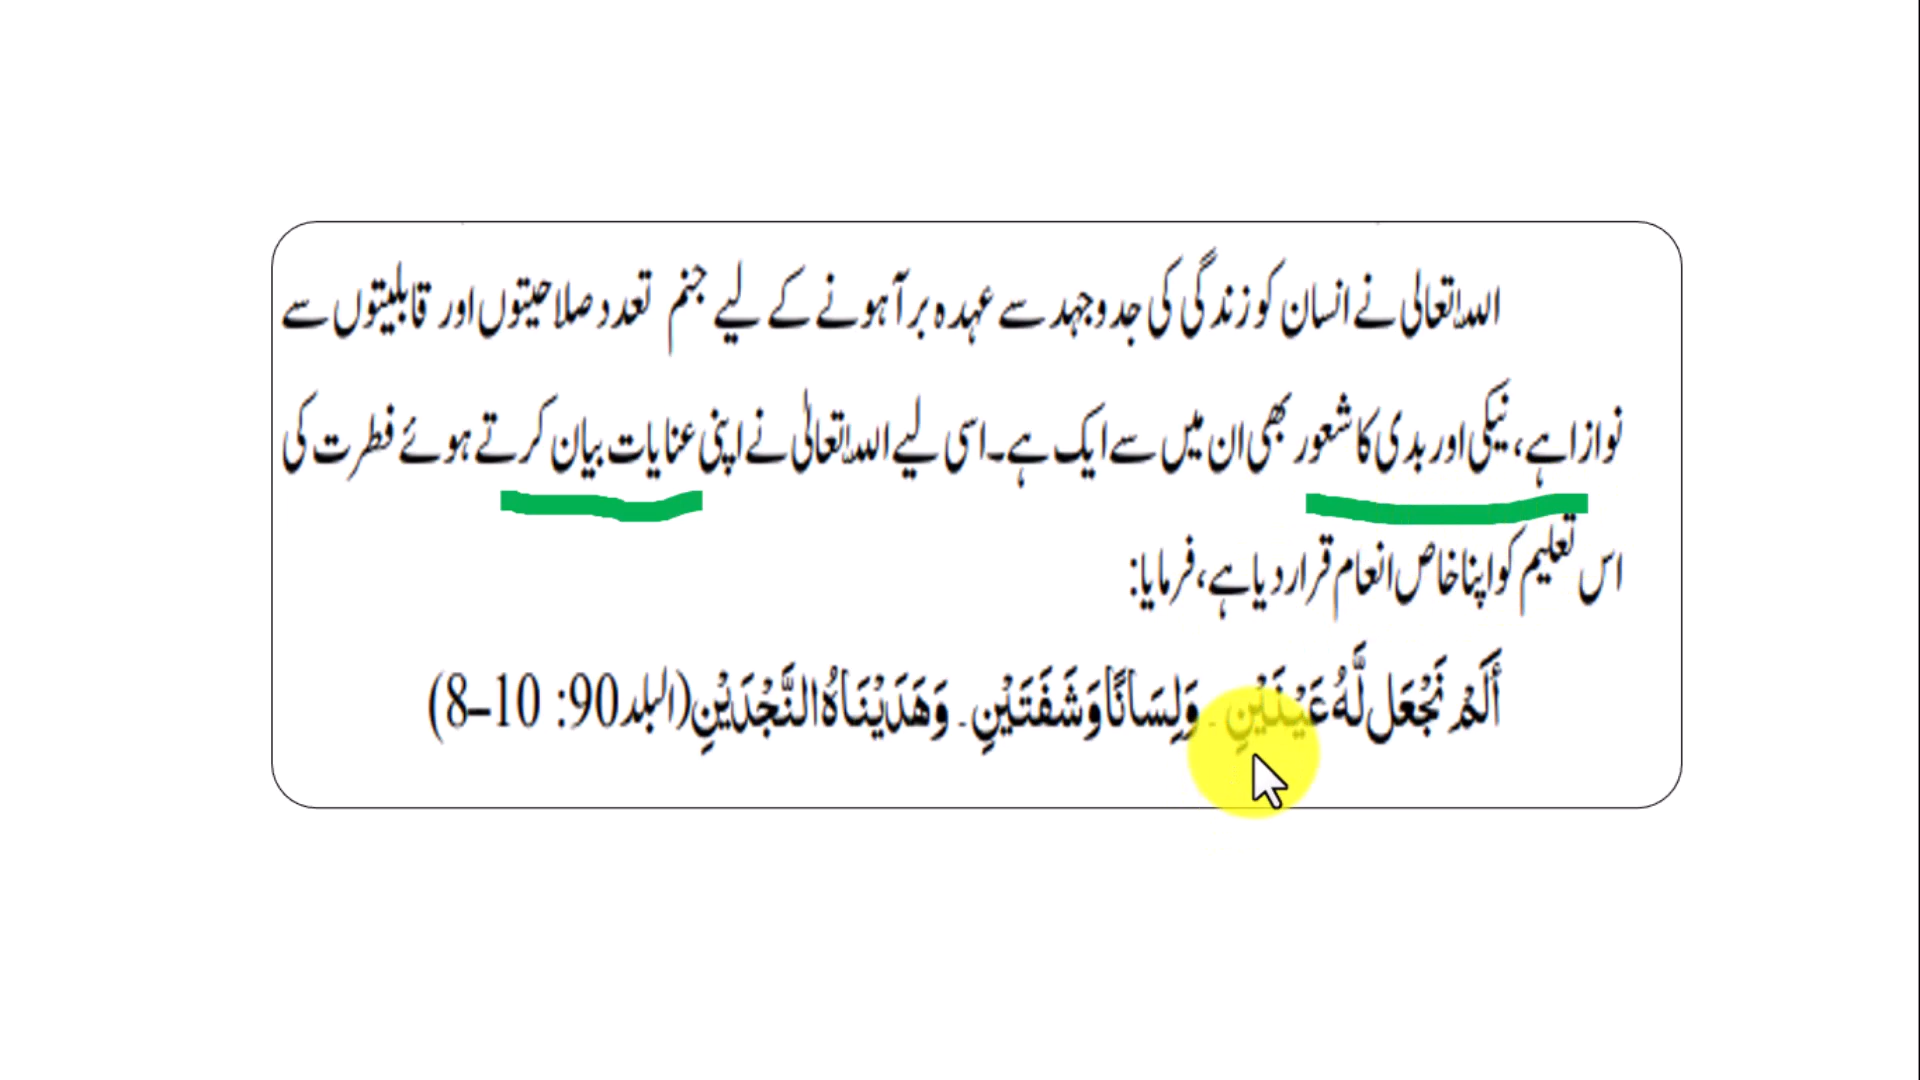 اللہ تعالی نے انسان کو زندگی کی جدوجہد سے عہدہ برآ ہونے کے لیے جنم تعدد صلاحیتوں اور قابلیتوں سے
نوازا ہے، نیکی اور بدی کا شعور بھی ان میں سے ایک ہے۔ اسی لیے اللہ تعالٰی نے اپنی عنایات بیان کرتے ہوئے فطرت کی
اس تعلیم کو اپنا خاص انعام قرار دیا ہے، فرمایا:
أَلَمْ نَجْعَل لَّهُ عَيْنَيْنِ ۔ وَلِسَانًا وَشَفَتَيْنِ ۔ وَهَدَيْنَاهُ النَّجْدَيْنِ (البلد 90: 10–8)